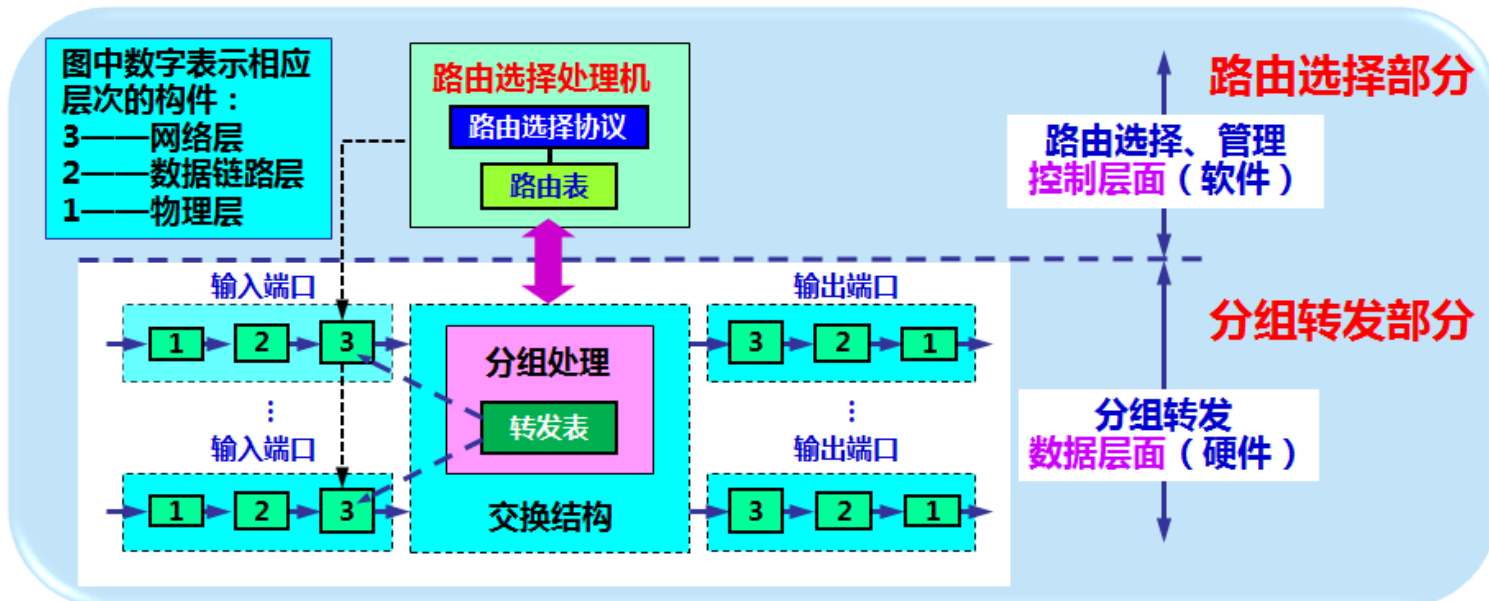 图中数字表示相应
层次的构件：
3——网络层
2——数据链路层
1——物理层
路由选择处理机
路由选择协议
路由表
路由选择部分
路由选择、管理
控制层面（软件）
输入端口
1 2 3
⋮
输入端口
1 2 3
分组处理
转发表
交换结构
输出端口
3 2 1
⋮
输出端口
3 2 1
分组转发部分
分组转发
数据层面（硬件）